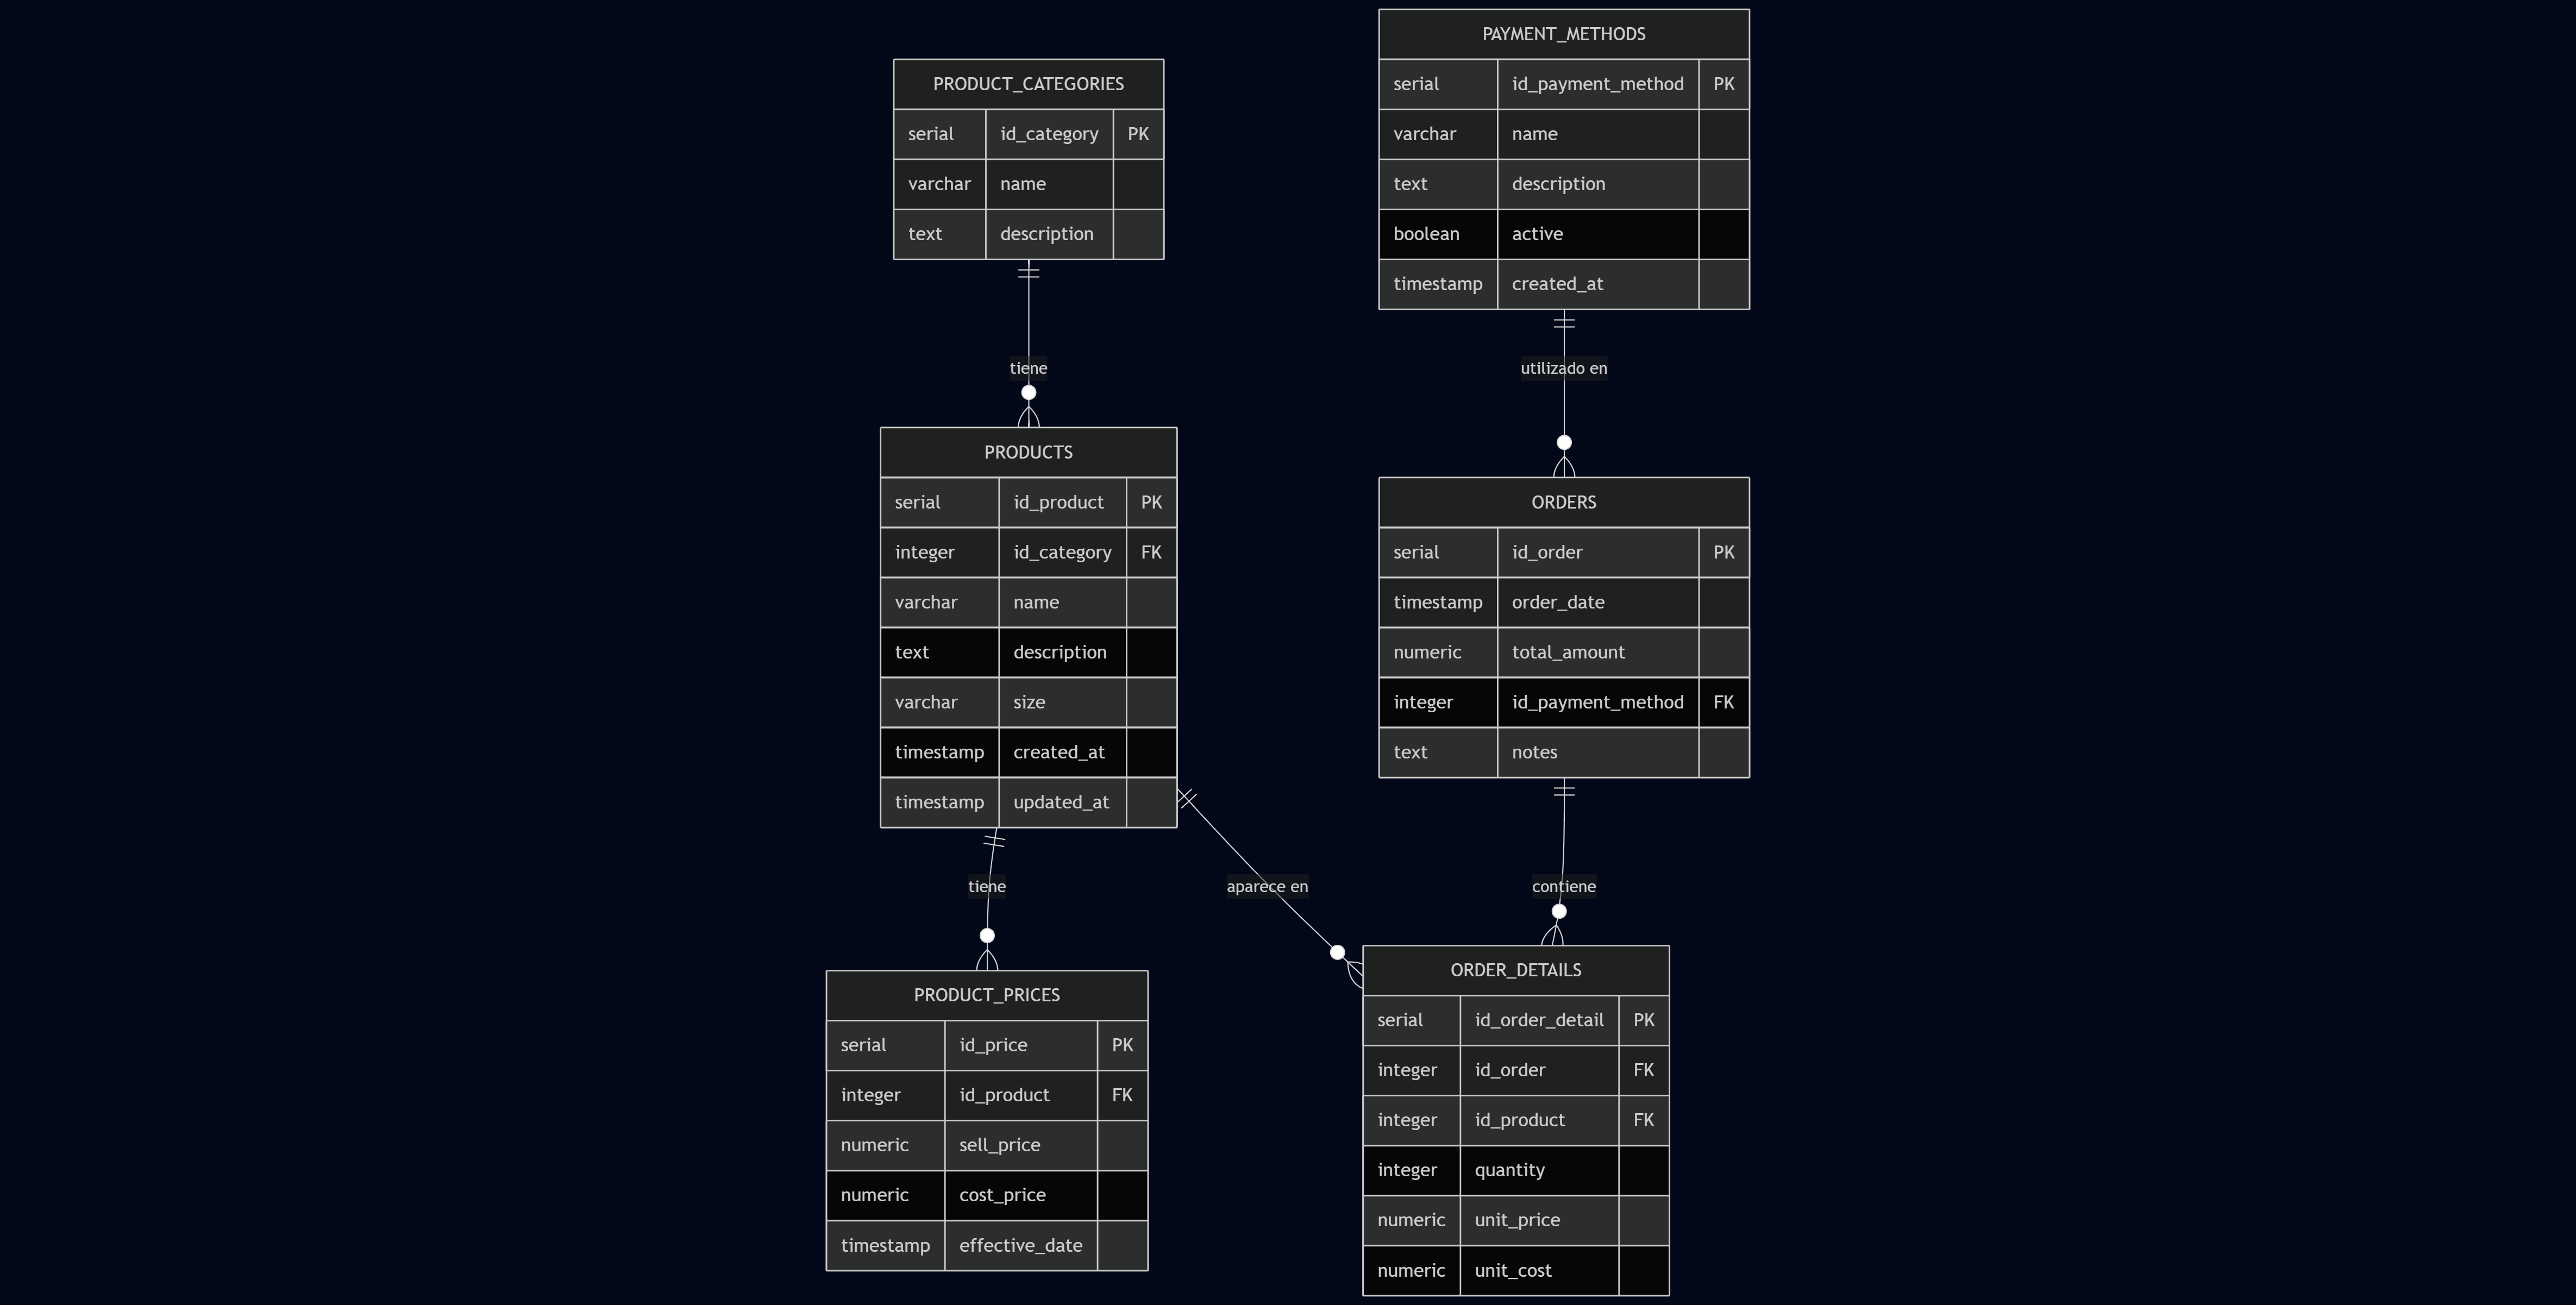 PRODUCT_CATEGORIES
serial id_category PK
varchar name
text description
tiene
PRODUCTS
serial id_product PK
integer id_category FK
varchar name
text description
varchar size
timestamp created_at
timestamp updated_at
tiene
PRODUCT_PRICES
serial id_price PK
integer id_product FK
numeric sell_price
numeric cost_price
timestamp effective_date
aparece en
PAYMENT_METHODS
serial id_payment_method PK
varchar name
text description
boolean active
timestamp created_at
utilizado en
ORDERS
serial id_order PK
timestamp order_date
numeric total_amount
integer id_payment_method FK
text notes
contiene
ORDER_DETAILS
serial id_order_detail PK
integer id_order FK
integer id_product FK
integer quantity
numeric unit_price
numeric unit_cost